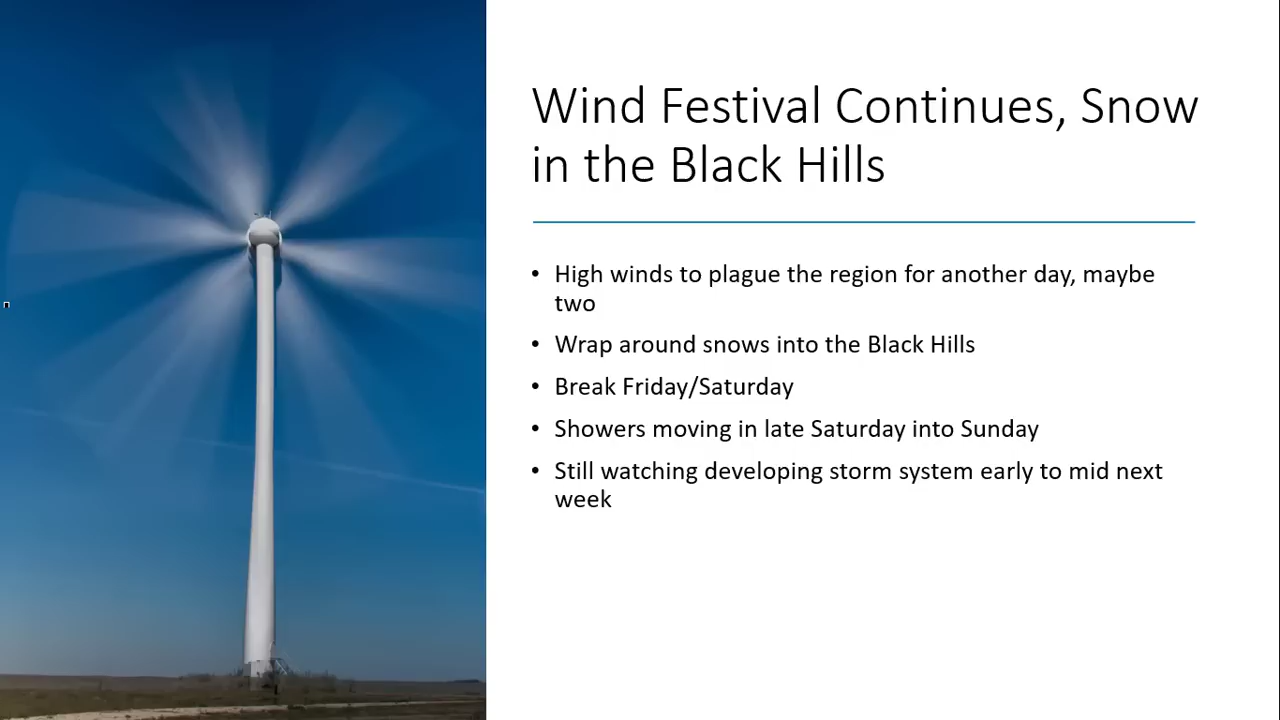 Wind Festival Continues, Snow
in the Black Hills
• High winds to plague the region for another day, maybe
two
• Wrap around snows into the Black Hills
• Break Friday/Saturday
• Showers moving in late Saturday into Sunday
• Still watching developing storm system early to mid next
week